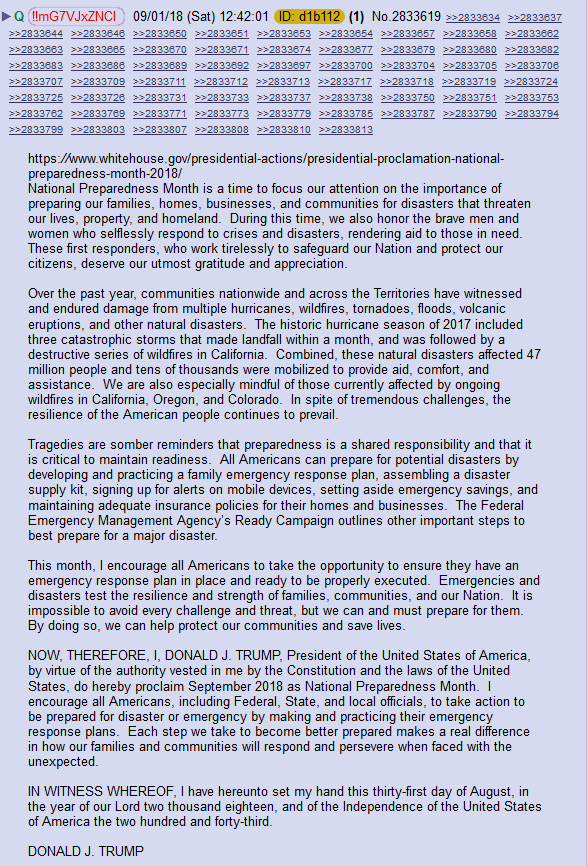 ▶ Q !!mG7VJxZNCI 09/01/18 (Sat) 12:42:01 ID: d1b112 (1) No.2833619 >>2833634 >>2833637
>>2833644 >>2833646 >>2833650 >>2833651 >>2833653 >>2833654 >>2833657 >>2833658 >>2833662
>>2833663 >>2833665 >>2833670 >>2833671 >>2833674 >>2833677 >>2833679 >>2833680 >>2833682
>>2833683 >>2833686 >>2833689 >>2833692 >>2833697 >>2833700 >>2833704 >>2833705 >>2833706
>>2833707 >>2833709 >>2833711 >>2833712 >>2833713 >>2833717 >>2833718 >>2833719 >>2833724
>>2833725 >>2833726 >>2833731 >>2833733 >>2833737 >>2833738 >>2833750 >>2833751 >>2833753
>>2833762 >>2833769 >>2833771 >>2833773 >>2833779 >>2833785 >>2833787 >>2833790 >>2833794
>>2833799 >>2833803 >>2833807 >>2833808 >>2833810 >>2833813
https://www.whitehouse.gov/presidential-actions/presidential-proclamation-national-
preparedness-month-2018/
National Preparedness Month is a time to focus our attention on the importance of
preparing our families, homes, businesses, and communities for disasters that threaten
our lives, property, and homeland.  During this time, we also honor the brave men and
women who selflessly respond to crises and disasters, rendering aid to those in need.
These first responders, who work tirelessly to safeguard our Nation and protect our
citizens, deserve our utmost gratitude and appreciation.
Over the past year, communities nationwide and across the Territories have witnessed
and endured damage from multiple hurricanes, wildfires, tornadoes, floods, volcanic
eruptions, and other natural disasters.  The historic hurricane season of 2017 included
three catastrophic storms that made landfall within a month, and was followed by a
destructive series of wildfires in California.  Combined, these natural disasters affected 47
million people and tens of thousands were mobilized to provide aid, comfort, and
assistance.  We are also especially mindful of those currently affected by ongoing
wildfires in California, Oregon, and Colorado.  In spite of tremendous challenges, the
resilience of the American people continues to prevail.
Tragedies are somber reminders that preparedness is a shared responsibility and that it
is critical to maintain readiness.  All Americans can prepare for potential disasters by
developing and practicing a family emergency response plan, assembling a disaster
supply kit, signing up for alerts on mobile devices, setting aside emergency savings, and
maintaining adequate insurance policies for their homes and businesses.  The Federal
Emergency Management Agency's Ready Campaign outlines other important steps to
best prepare for a major disaster.
This month, I encourage all Americans to take the opportunity to ensure they have an
emergency response plan in place and ready to be properly executed.  Emergencies and
disasters test the resilience and strength of families, communities, and our Nation.  It is
impossible to avoid every challenge and threat, but we can and must prepare for them.
By doing so, we can help protect our communities and save lives.
NOW, THEREFORE, I, DONALD J. TRUMP, President of the United States of America,
by virtue of the authority vested in me by the Constitution and the laws of the United
States, do hereby proclaim September 2018 as National Preparedness Month.  I
encourage all Americans, including Federal, State, and local officials, to take action to
be prepared for disaster or emergency by making and practicing their emergency
response plans.  Each step we take to become better prepared makes a real difference
in how our families and communities will respond and persevere when faced with the
unexpected.
IN WITNESS WHEREOF, I have hereunto set my hand this thirty-first day of August, in
the year of our Lord two thousand eighteen, and of the Independence of the United States
of America the two hundred and forty-third.
DONALD J. TRUMP